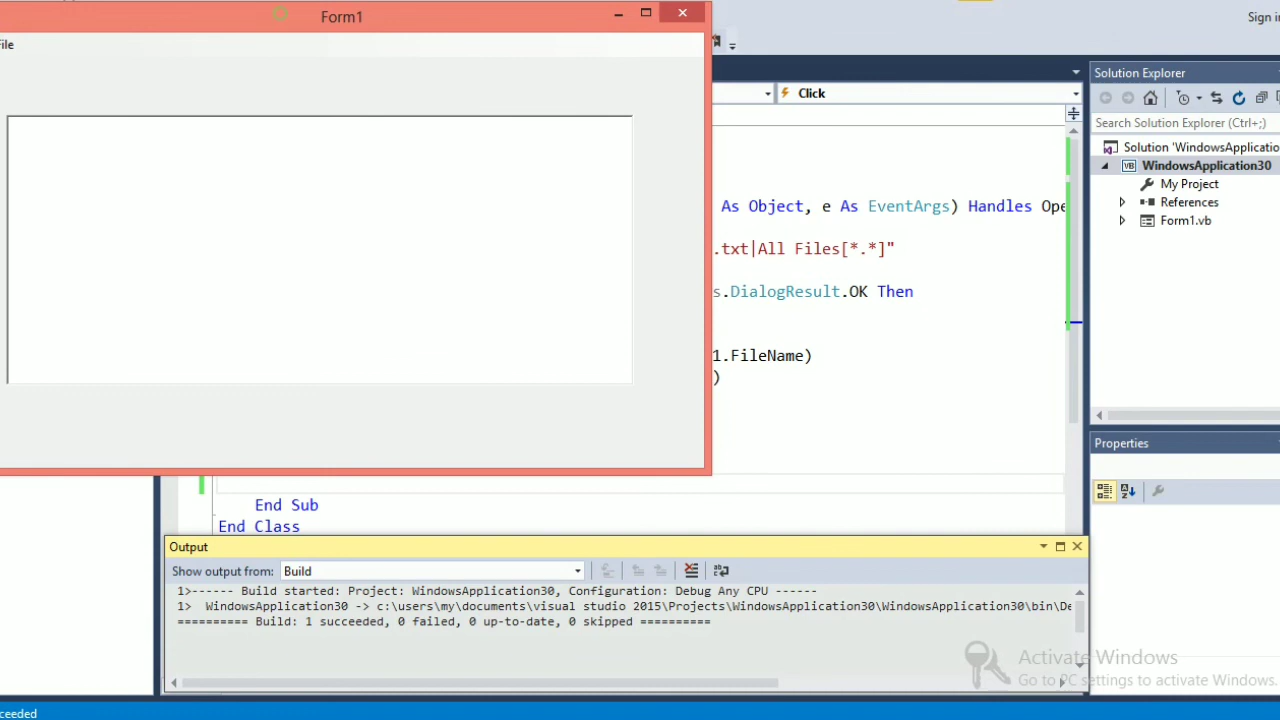 Form1
Sign in
File
Click
Solution Explorer
Search Solution Explorer (Ctrl+;)
Solution 'WindowsApplicatio
VB WindowsApplication30
My Project
References
Form1.vb
As Object, e As EventArgs) Handles Ope
.txt|All Files[*.*]"
s.DialogResult.OK Then
1.FileName)
)
Properties
End Sub
End Class
Output
Show output from: Build
1>------ Build started: Project: WindowsApplication30, Configuration: Debug Any CPU ------
1>  WindowsApplication30 -> c:\users\my\documents\visual studio 2015\Projects\WindowsApplication30\WindowsApplication30\bin\De
========== Build: 1 succeeded, 0 failed, 0 up-to-date, 0 skipped ==========
Activate Windows
Go to PC settings to activate Windows.
ceeded